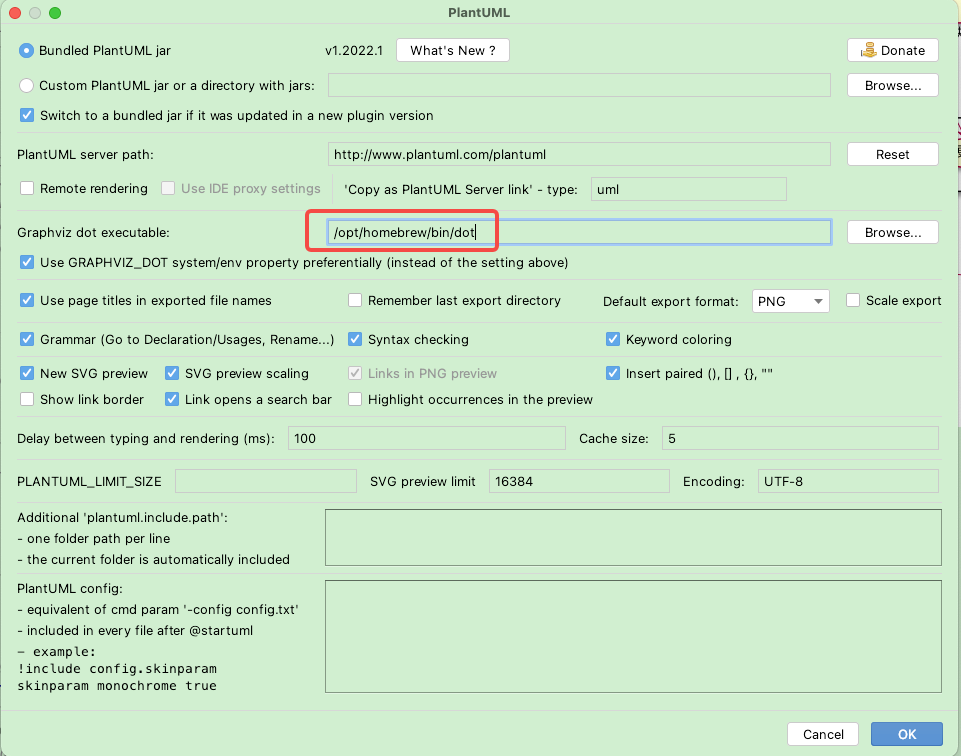 PlantUML
Bundled PlantUML jar v1.2022.1 What's New ? Donate
Custom PlantUML jar or a directory with jars: Browse...
Switch to a bundled jar if it was updated in a new plugin version
PlantUML server path: http://www.plantuml.com/plantuml Reset
Remote rendering Use IDE proxy settings 'Copy as PlantUML Server link' - type: uml
Graphviz dot executable: /opt/homebrew/bin/dot Browse...
Use GRAPHVIZ_DOT system/env property preferentially (instead of the setting above)
Use page titles in exported file names Remember last export directory Default export format: PNG Scale export
Grammar (Go to Declaration/Usages, Rename...) Syntax checking Keyword coloring
New SVG preview SVG preview scaling Links in PNG preview Insert paired (), [] , {}, ""
Show link border Link opens a search bar Highlight occurrences in the preview
Delay between typing and rendering (ms): 100 Cache size: 5
PLANTUML_LIMIT_SIZE SVG preview limit 16384 Encoding: UTF-8
Additional 'plantuml.include.path':
- one folder path per line
- the current folder is automatically included
PlantUML config:
- equivalent of cmd param '-config config.txt'
- included in every file after @startuml
– example:
!include config.skinparam
skinparam monochrome true
Cancel OK